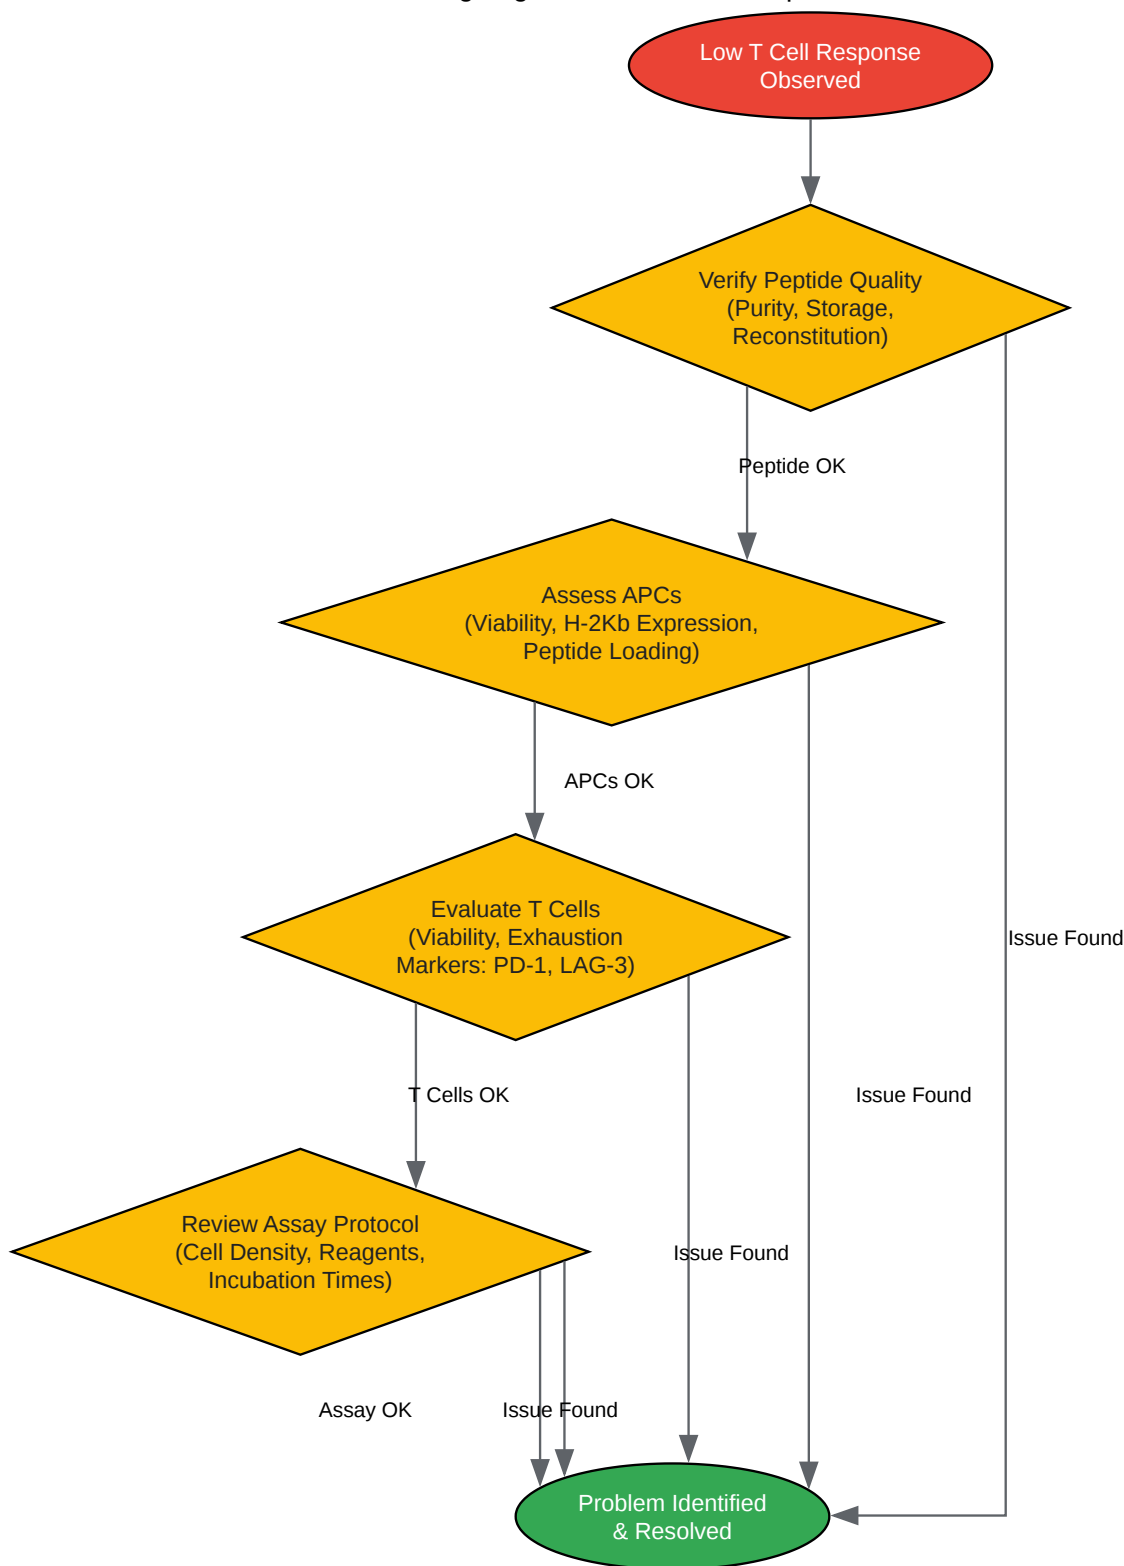 Low T Cell Response
Observed
Verify Peptide Quality
(Purity, Storage,
Reconstitution)
Peptide OK
Assess APCs
(Viability, H-2Kb Expression,
Peptide Loading)
APCs OK
Evaluate T Cells
(Viability, Exhaustion
Markers: PD-1, LAG-3)
Issue Found
T Cells OK
Issue Found
Review Assay Protocol
(Cell Density, Reagents,
Incubation Times)
Issue Found
Assay OK
Issue Found
Problem Identified
& Resolved